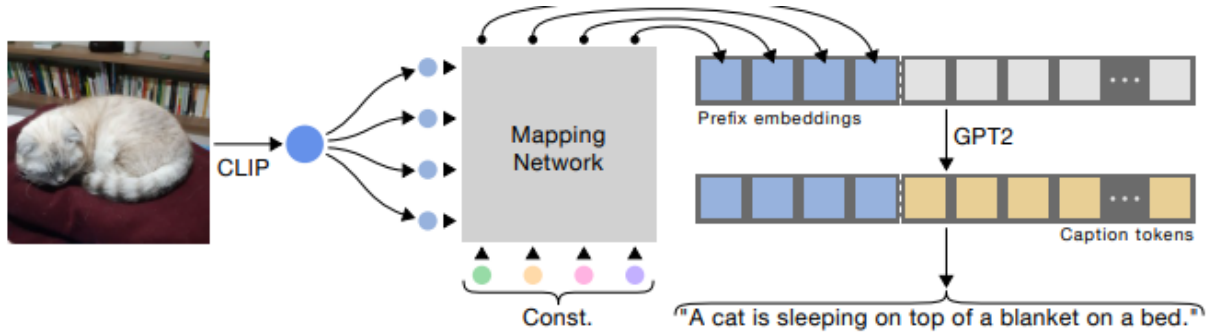 CLIP
Mapping
Network
Const.
Prefix embeddings
GPT2
Caption tokens
"A cat is sleeping on top of a blanket on a bed."